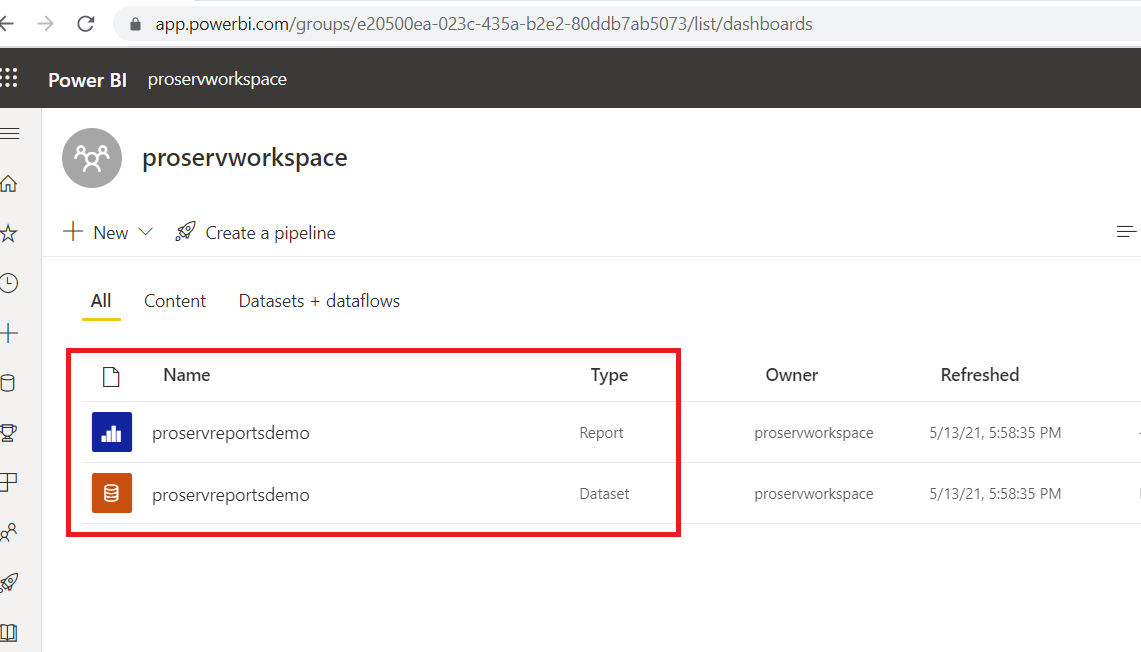 app.powerbi.com/groups/e20500ea-023c-435a-b2e2-80ddb7ab5073/list/dashboards
Power BI proservworkspace
proservworkspace
New Create a pipeline
All Content Datasets + dataflows
Name Type Owner Refreshed
proservreportsdemo Report proservworkspace 5/13/21, 5:58:35 PM
proservreportsdemo Dataset proservworkspace 5/13/21, 5:58:35 PM